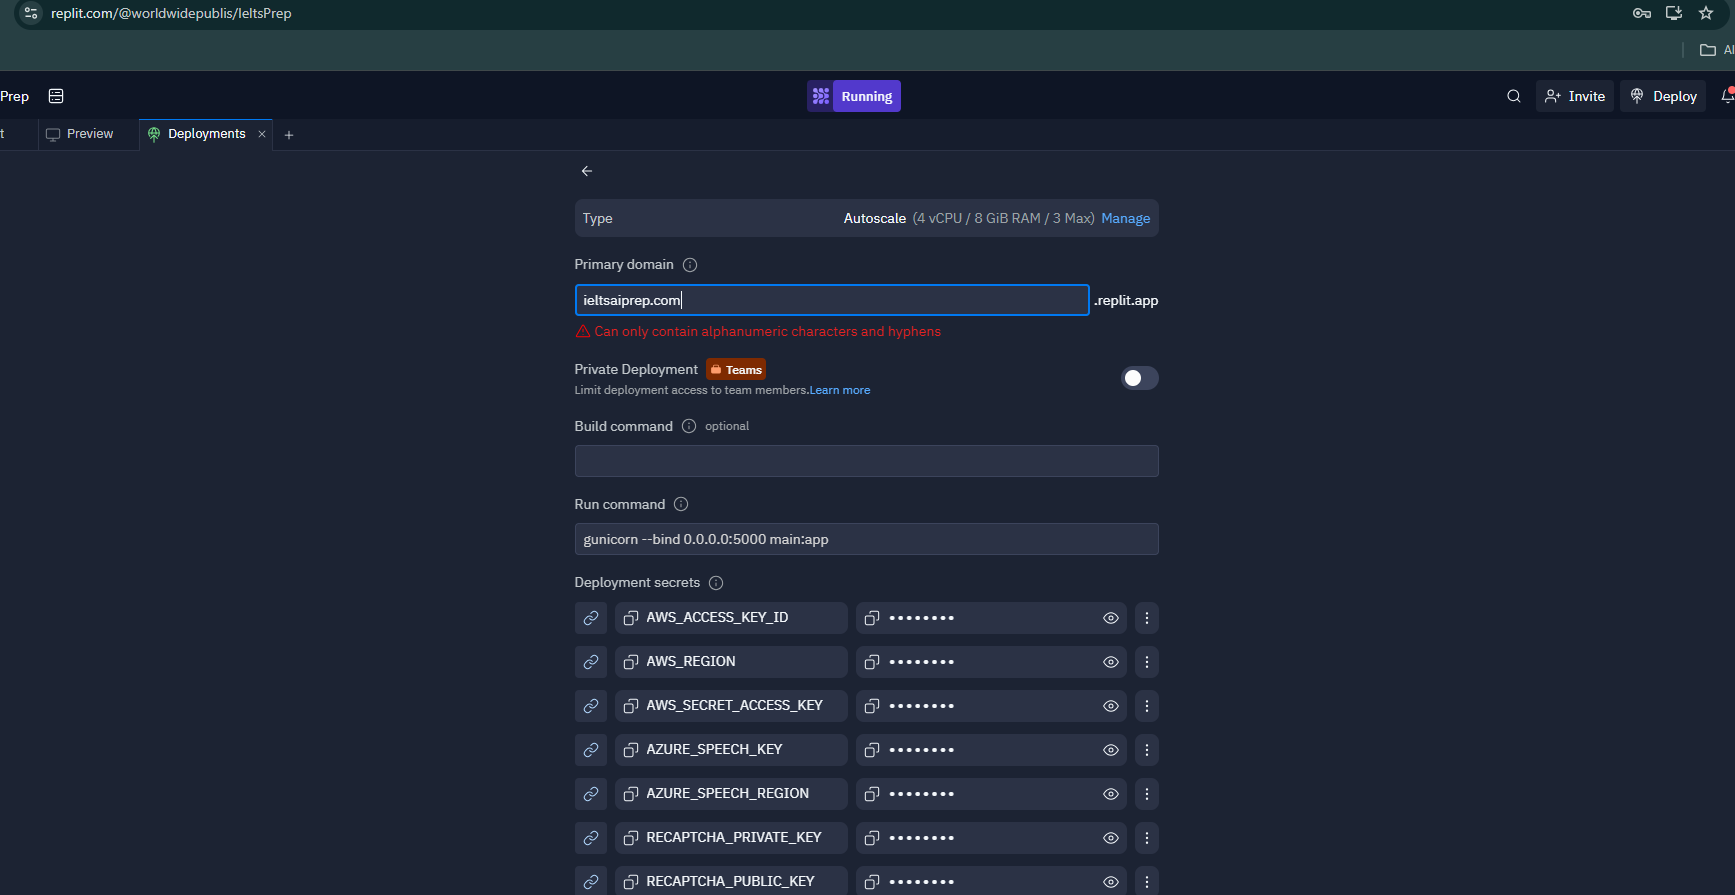 replit.com/@worldwidepublis/IeltsPrep
AI
Prep
Running
Invite
Deploy
t
Preview
Deployments
Type
Autoscale (4 vCPU / 8 GiB RAM / 3 Max) Manage
Primary domain
ieltsaiprep.com
.replit.app
Can only contain alphanumeric characters and hyphens
Private Deployment Teams
Limit deployment access to team members.Learn more
Build command optional
Run command
gunicorn --bind 0.0.0.0:5000 main:app
Deployment secrets
AWS_ACCESS_KEY_ID ••••••••
AWS_REGION ••••••••
AWS_SECRET_ACCESS_KEY ••••••••
AZURE_SPEECH_KEY ••••••••
AZURE_SPEECH_REGION ••••••••
RECAPTCHA_PRIVATE_KEY ••••••••
RECAPTCHA_PUBLIC_KEY ••••••••